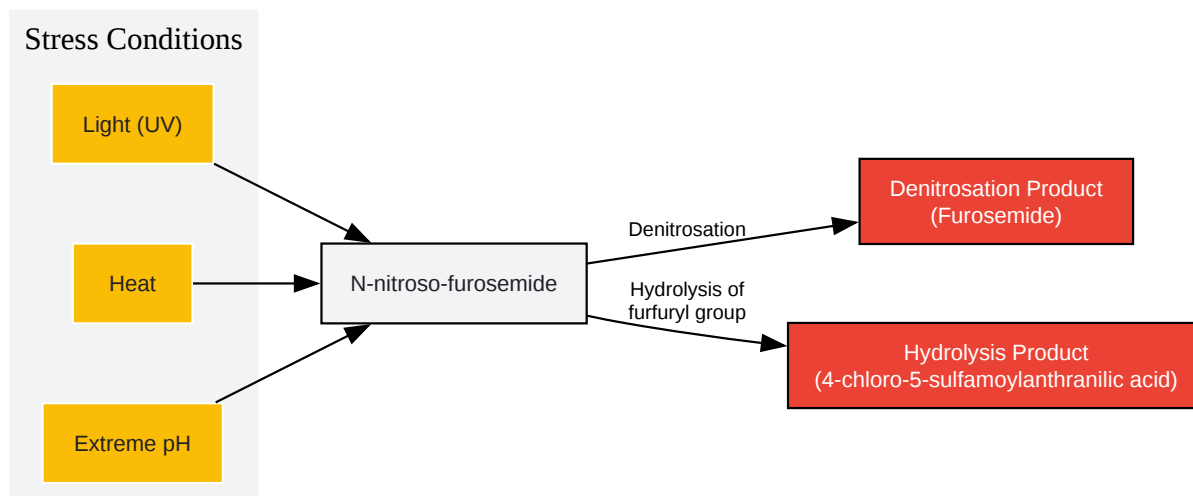 Stress Conditions
Light (UV)
Heat
Extreme pH
N-nitroso-furosemide
Denitrosation
Hydrolysis of
furfuryl group
Denitrosation Product
(Furosemide)
Hydrolysis Product
(4-chloro-5-sulfamoylanthranilic acid)